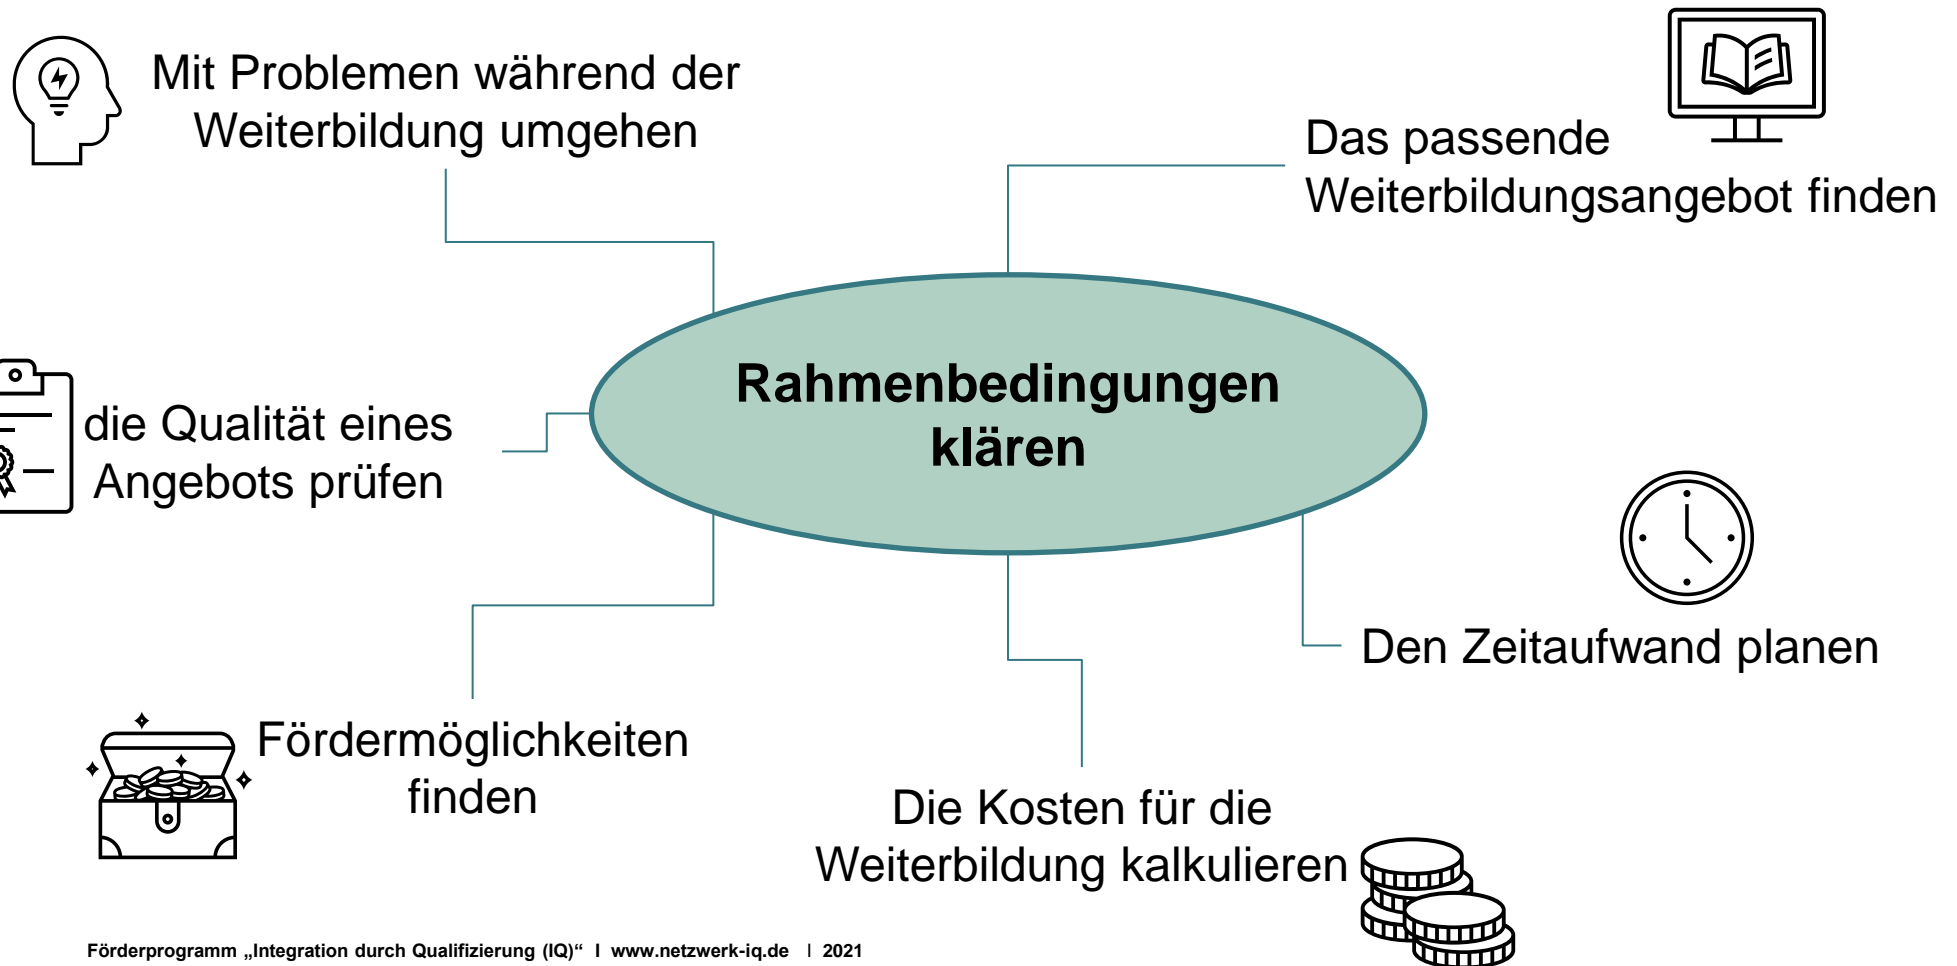 Mit Problemen während der
Weiterbildung umgehen
Das passende
Weiterbildungsangebot finden
Rahmenbedingungen
klären
die Qualität eines
Angebots prüfen
Den Zeitaufwand planen
Fördermöglichkeiten
finden
Die Kosten für die
Weiterbildung kalkulieren
Förderprogramm „Integration durch Qualifizierung (IQ)“ I www.netzwerk-iq.de I 2021